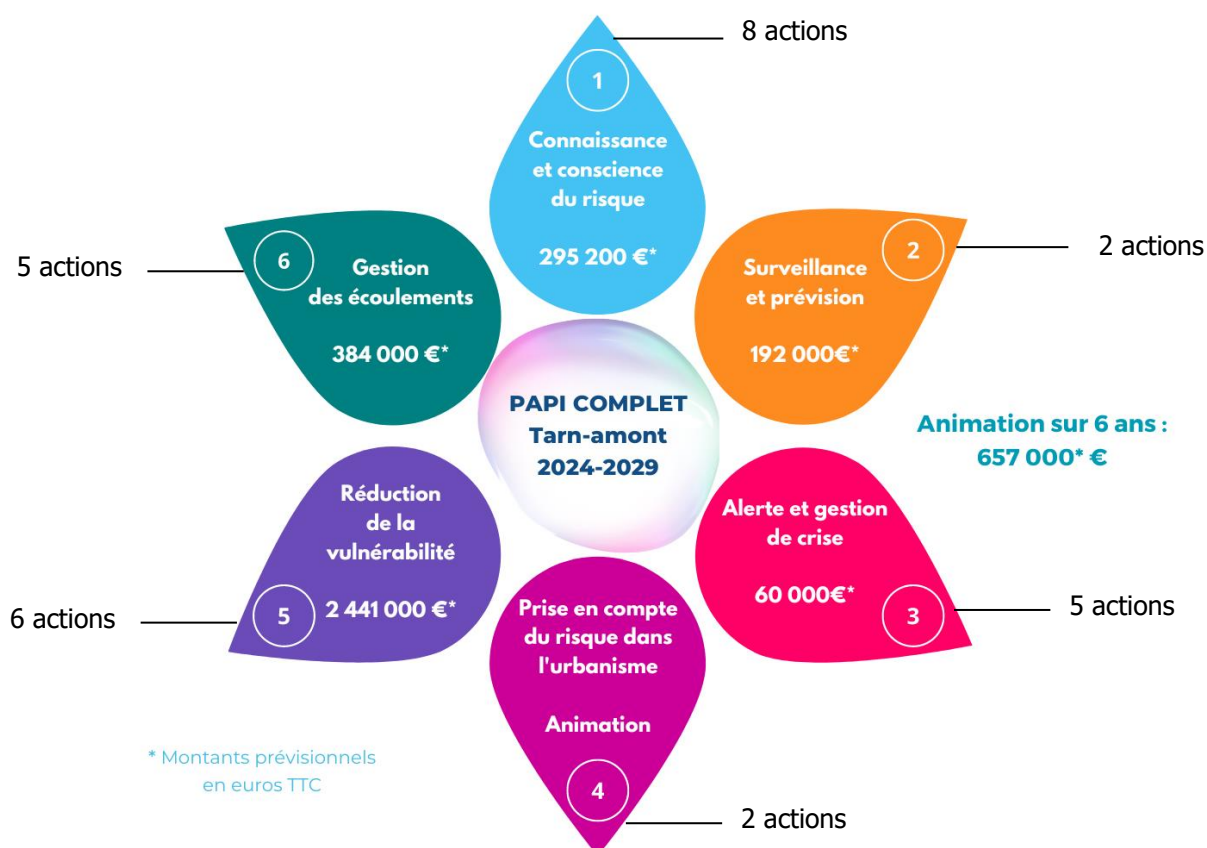 8 actions
1
Connaissance
et conscience
du risque
295 200 €*
2 actions
2
Surveillance
et prévision
192 000€*
5 actions
6
Gestion
des écoulements
384 000 €*
PAPI COMPLET
Tarn-amont
2024-2029
Animation sur 6 ans :
657 000* €
Alerte et gestion
de crise
60 000€*
3
5 actions
Réduction
de la
vulnérabilité
2 441 000 €*
5
6 actions
Prise en compte
du risque dans
l'urbanisme
Animation
4
2 actions
* Montants prévisionnels
en euros TTC